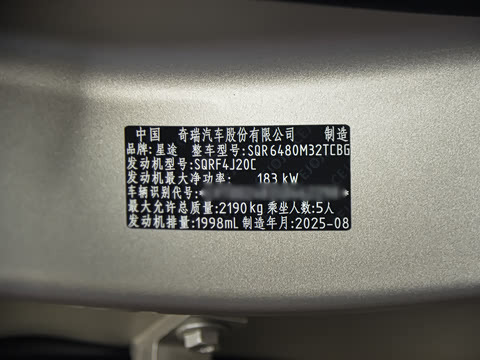 中国 奇瑞汽车股份有限公司 制造
品牌:星途 整车型号:SQR6480M32TCBG
发动机型号:SQRF4J20C
发动机最大净功率: 183 kW
车辆识别代号:
最大允许总质量:2190kg 乘坐人数:5人
发动机排量:1998mL 制造年月:2025-08